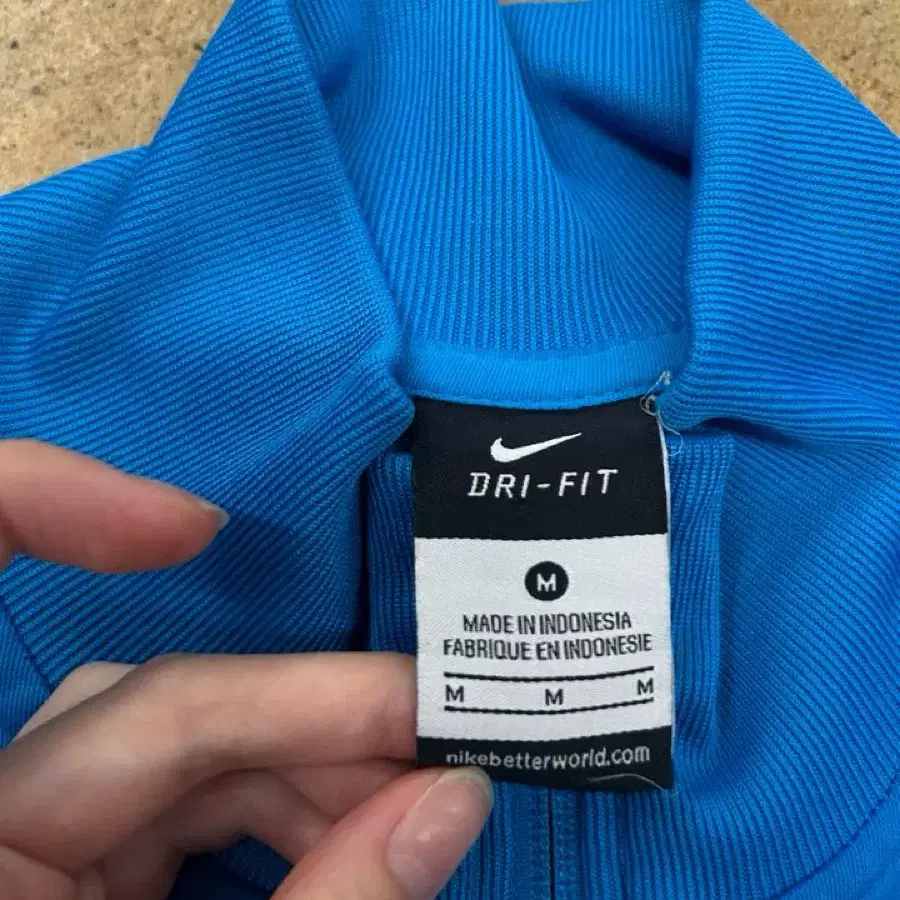 DRI-FIT
M
MADE IN INDONESIA
FABRIQUE EN INDONESIE
M M M
nikebetterworld.com